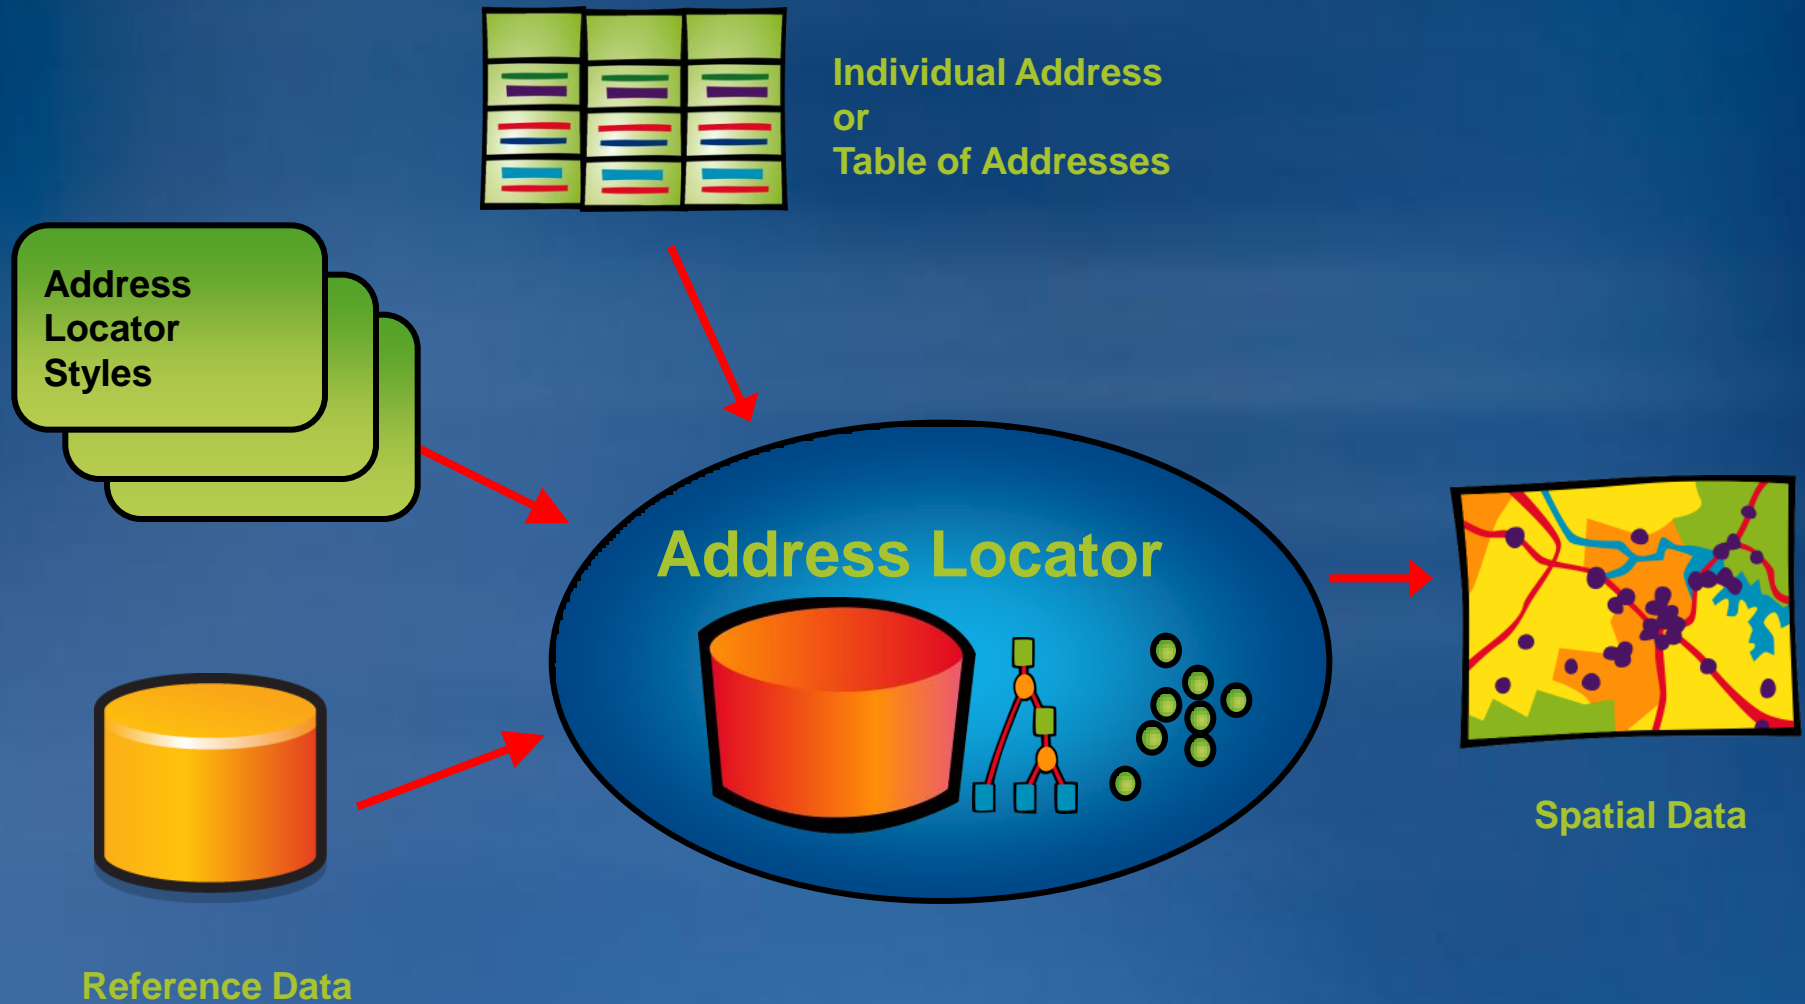 Individual Address
or
Table of Addresses
Address
Locator
Styles
Address Locator
Spatial Data
Reference Data